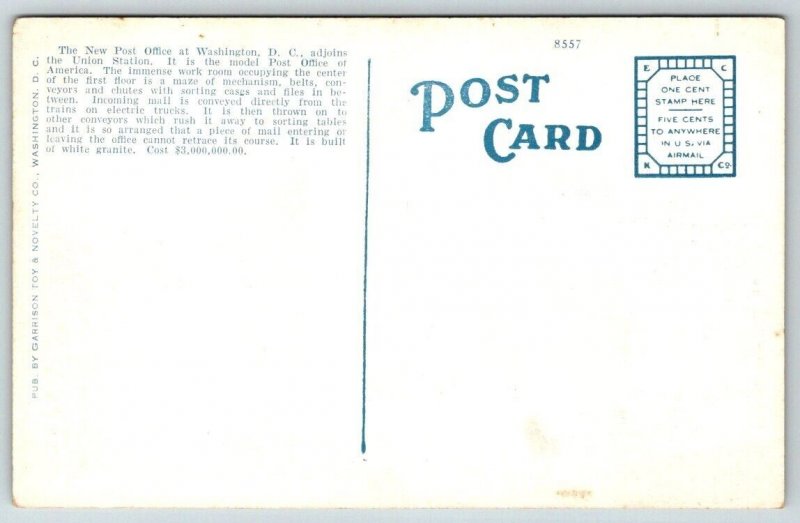 The New Post Office at Washington, D. C., adjoins
the Union Station. It is the model Post Office of
America. The immense work room occupying the center
of the first floor is a maze of mechanism, belts, con-
veyors and chutes with sorting cases and files in be-
tween. Incoming mail is conveyed directly from the
trains on electric trucks. It is then thrown on to
other conveyors which rush it away to sorting tables
and it is so arranged that a piece of mail entering or
leaving the office cannot retrace its course. It is built
of white granite. Cost $3,000,000.00.
PUB. BY GARRISON TOY & NOVELTY CO., WASHINGTON, D. C.
8557
POST
CARD
E C
PLACE
ONE CENT
STAMP HERE
FIVE CENTS
TO ANYWHERE
IN U.S. VIA
AIRMAIL
K Co.